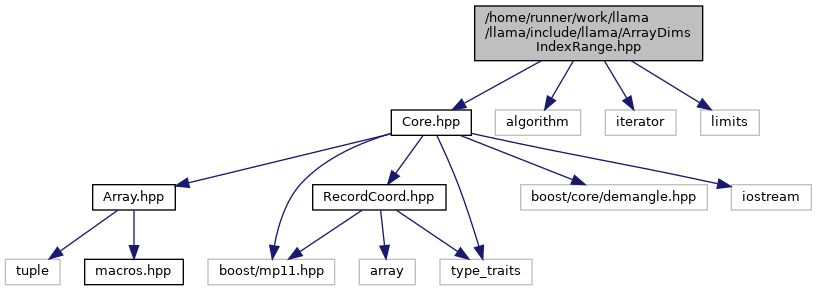 /home/runner/work/llama
/llama/include/llama/ArrayDims
IndexRange.hpp
Core.hpp
algorithm
iterator
limits
Array.hpp
RecordCoord.hpp
boost/core/demangle.hpp
iostream
tuple
macros.hpp
boost/mp11.hpp
array
type_traits